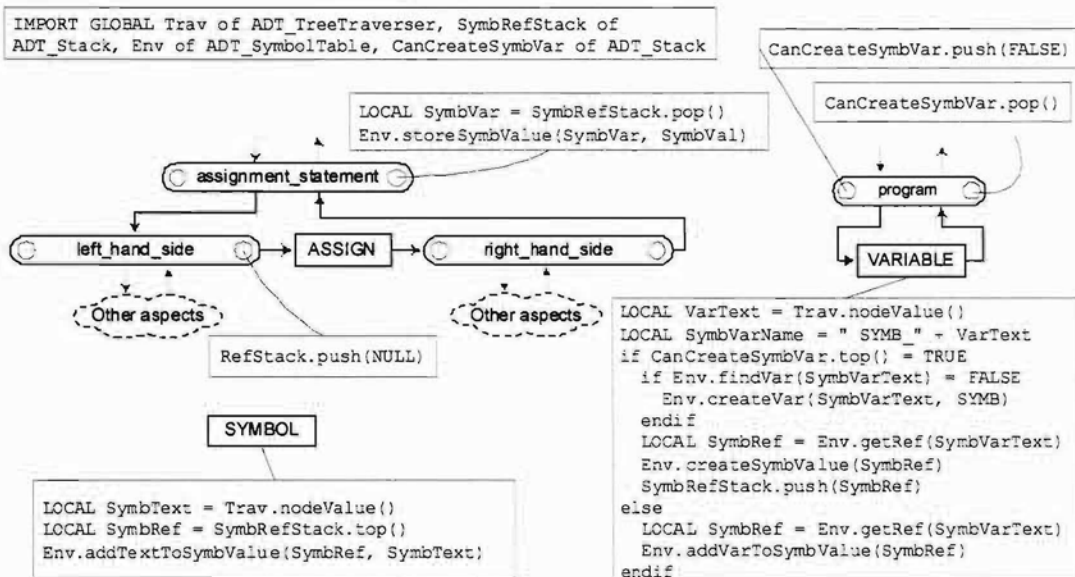 IMPORT GLOBAL Trav of ADT_TreeTraverser, SymbRefStack of
ADT_Stack, Env of ADT_SymbolTable, CanCreateSymbVar of ADT_Stack
CanCreateSymbVar.push(FALSE)
CanCreateSymbVar.pop()
LOCAL SymbVar = SymbRefStack.pop()
Env.storeSymbValue(SymbVar, SymbVal)
assignment_statement
program
left_hand_side
ASSIGN
right_hand_side
VARIABLE
Other aspects
Other aspects
RefStack.push(NULL)
LOCAL VarText = Trav.nodeValue()
LOCAL SymbVarName = " SYMB_" + VarText
if CanCreateSymbVar.top() = TRUE
if Env.findVar(SymbVarText) = FALSE
Env.createVar(SymbVarText, SYMB)
endif
LOCAL SymbRef = Env.getRef(SymbVarText)
Env.createSymbValue(SymbRef)
SymbRefStack.push(SymbRef)
else
LOCAL SymbRef = Env.getRef(SymbVarText)
Env.addVarToSymbValue(SymbRef)
endif
SYMBOL
LOCAL SymbText = Trav.nodeValue()
LOCAL SymbRef = SymbRefStack.top()
Env.addTextToSymbValue(SymbRef, SymbText)